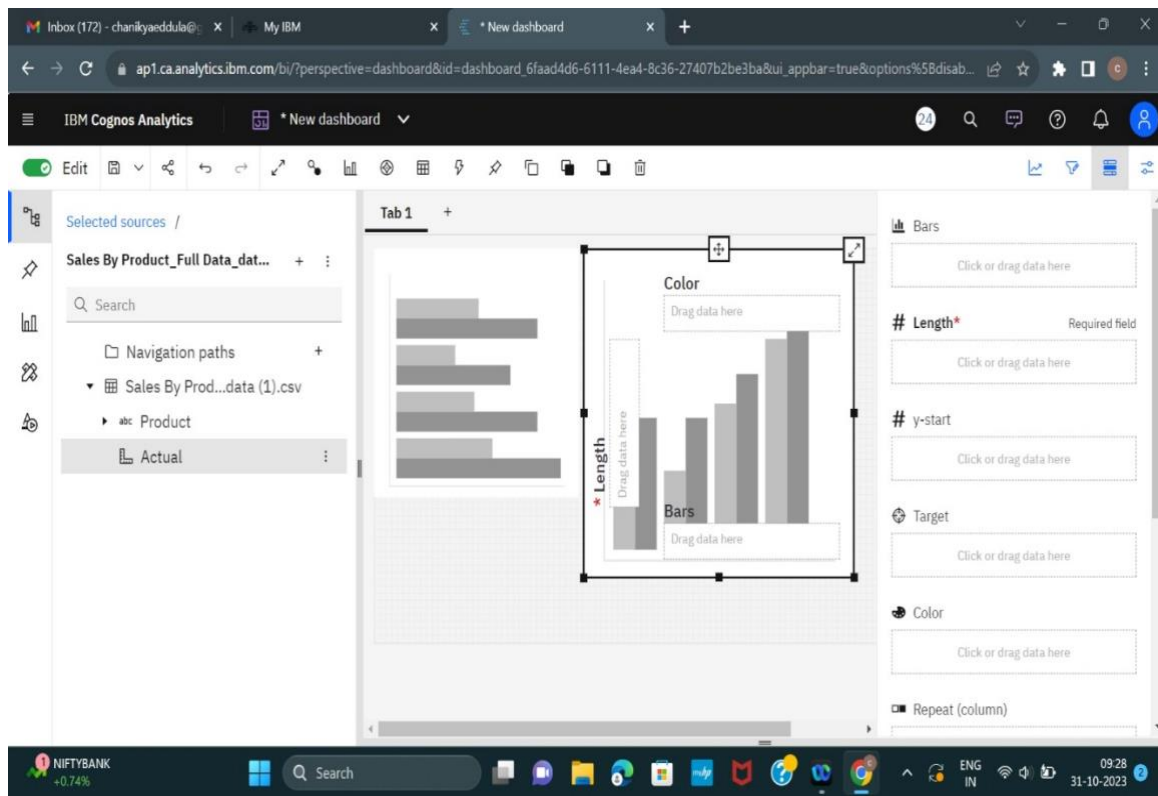 Inbox (172) - chanikyaeddula@g
My IBM
* New dashboard
ap1.ca.analytics.ibm.com/bi/?perspective=dashboard&id=dashboard_6faad4d6-6111-4ea4-8c36-27407b2be3ba&ui_appbar=true&options%5Bdisab...
C
IBM Cognos Analytics
* New dashboard
24
Edit
Selected sources /
Sales By Product_Full Data_dat...
Search
Navigation paths
Sales By Prod...data (1).csv
abc Product
Actual
Tab 1
Color
Drag data here
* Length
Drag data here
Bars
Drag data here
Bars
Click or drag data here
# Length* Required field
Click or drag data here
# y-start
Click or drag data here
Target
Click or drag data here
Color
Click or drag data here
Repeat (column)
1
NIFTYBANK
+0.74%
Search
ENG
IN
09:28
31-10-2023
2